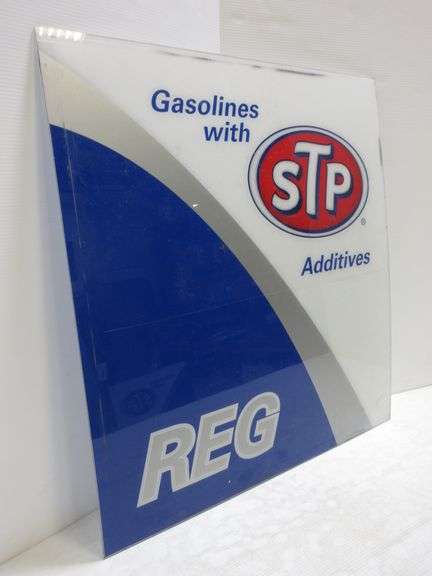 Gasolines
with
STP
®
Additives
REG